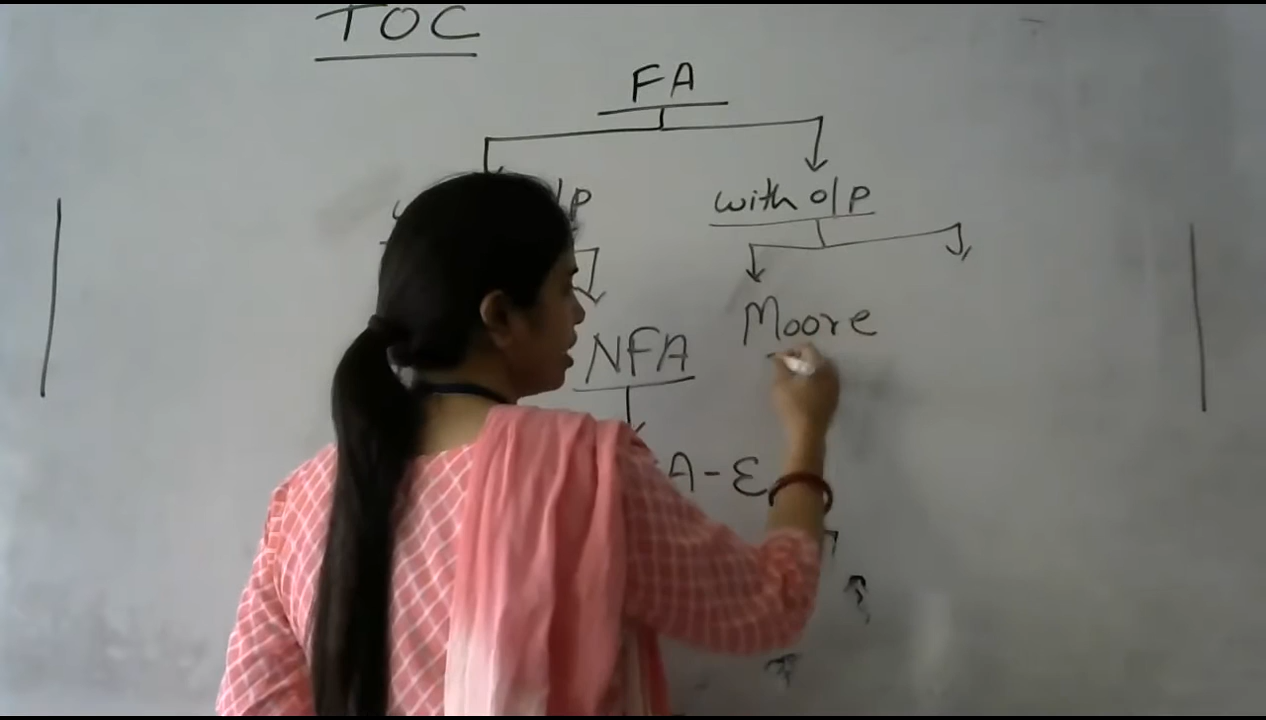 TOC
FA
o/p with o/p
Moore
NFA
A-ε